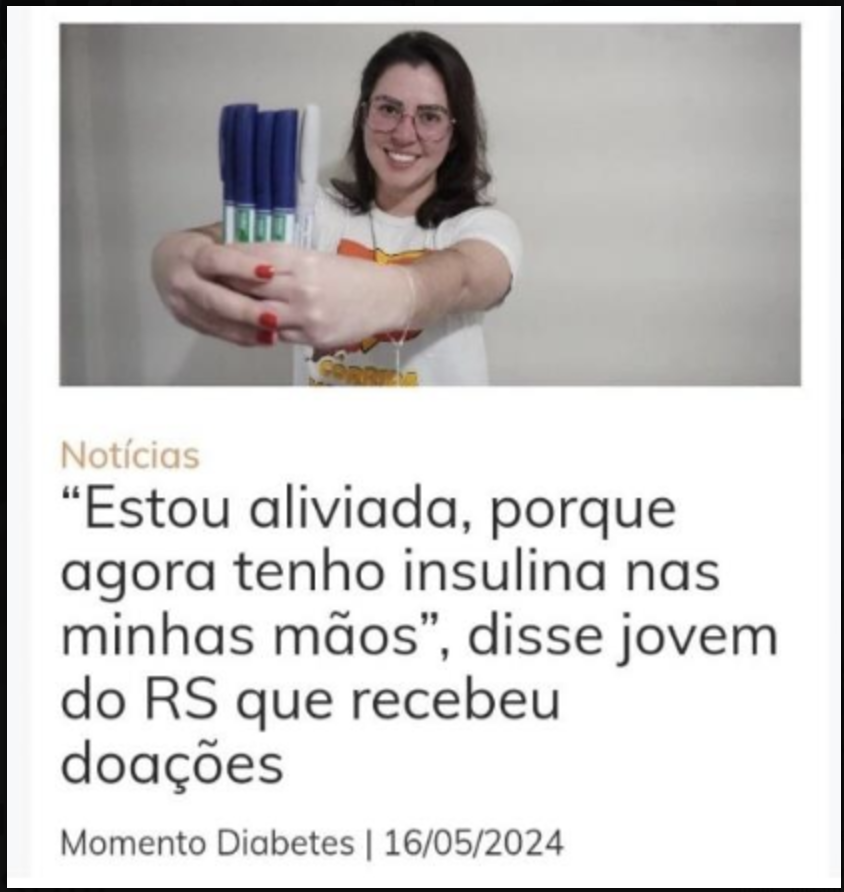 Notícias
“Estou aliviada, porque
agora tenho insulina nas
minhas mãos”, disse jovem
do RS que recebeu
doações
Momento Diabetes | 16/05/2024